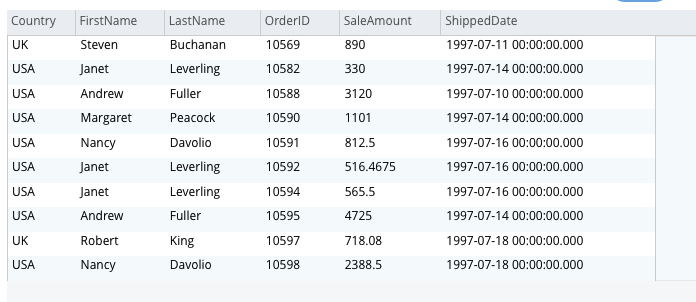 Country FirstName LastName OrderID SaleAmount ShippedDate
UK Steven Buchanan 10569 890 1997-07-11 00:00:00.000
USA Janet Leverling 10582 330 1997-07-14 00:00:00.000
USA Andrew Fuller 10588 3120 1997-07-10 00:00:00.000
USA Margaret Peacock 10590 1101 1997-07-14 00:00:00.000
USA Nancy Davolio 10591 812.5 1997-07-16 00:00:00.000
USA Janet Leverling 10592 516.4675 1997-07-16 00:00:00.000
USA Janet Leverling 10594 565.5 1997-07-16 00:00:00.000
USA Andrew Fuller 10595 4725 1997-07-14 00:00:00.000
UK Robert King 10597 718.08 1997-07-18 00:00:00.000
USA Nancy Davolio 10598 2388.5 1997-07-18 00:00:00.000